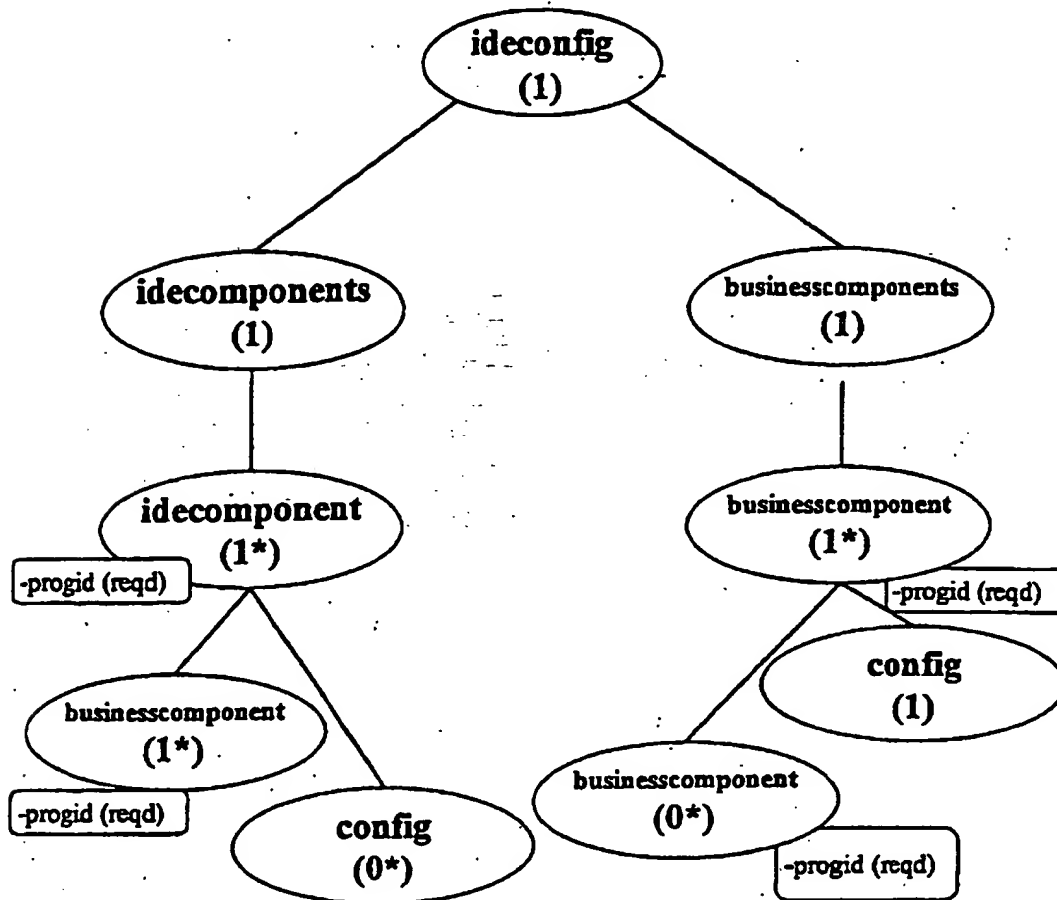 ideconfig
(1)
idecomponents
(1)
businesscomponents
(1)
idecomponent
(1*)
-progid (reqd)
businesscomponent
(1*)
-progid (reqd)
businesscomponent
(1*)
-progid (reqd)
config
(0*)
config
(1)
businesscomponent
(0*)
-progid (reqd)